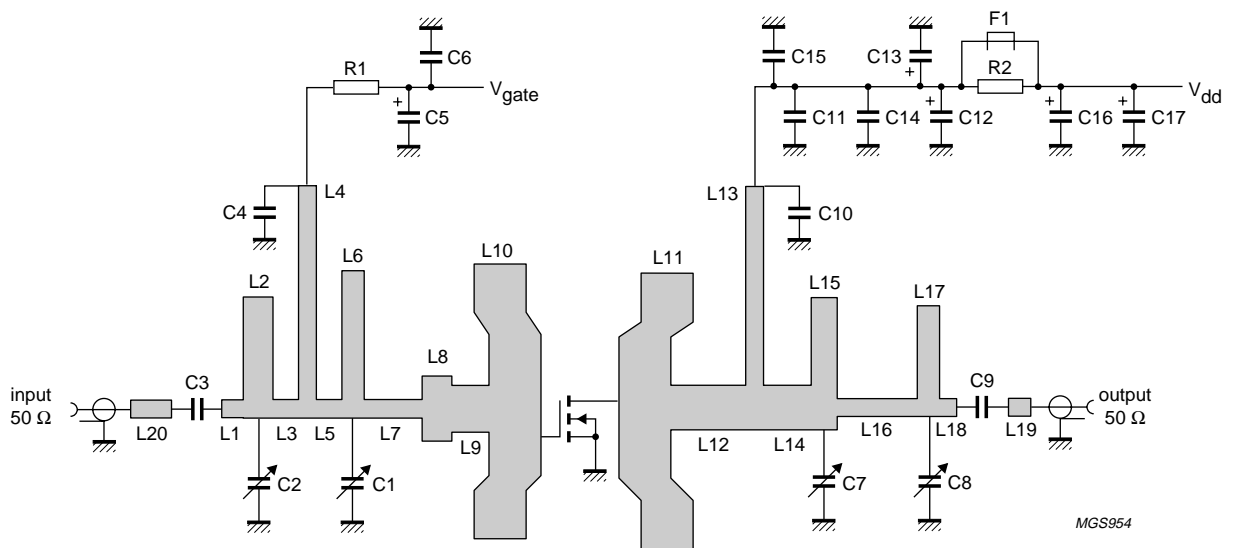 F1
C6
C15
C13
R1
R2
+
V_gate
V_dd
+
C5
C11
C14
+
C12
+
C16
+
C17
L4
L13
C4
C10
L6
L10
L11
L2
L15
L17
L8
input
50 Ω
C3
C9
output
50 Ω
L20
L1
L3
L5
L7
L9
L12
L14
L16
L18
L19
C2
C1
C7
C8
MGS954